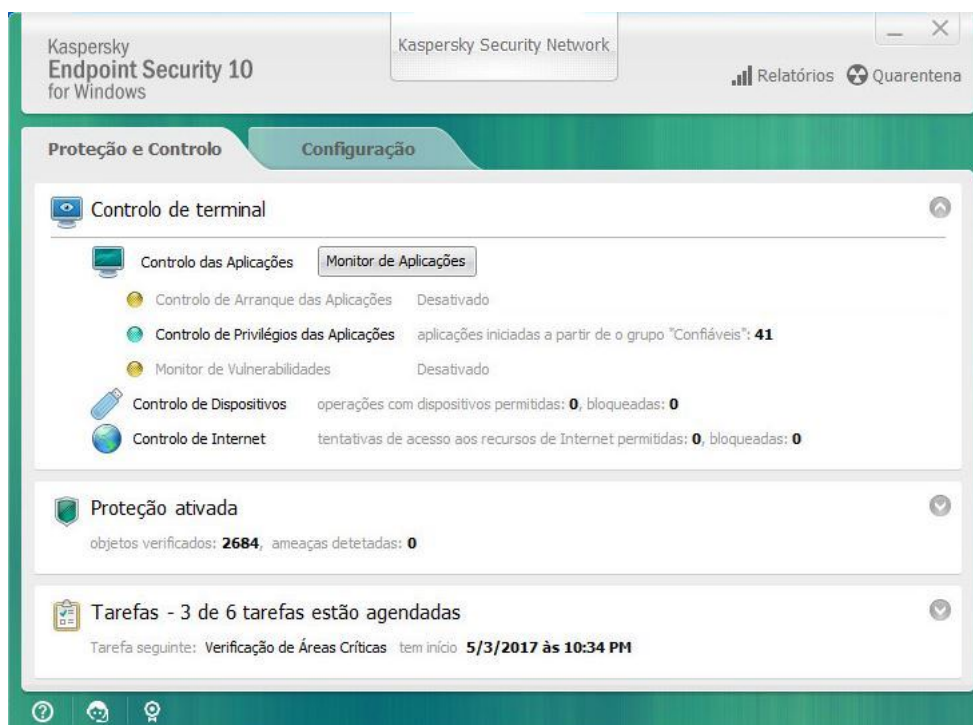 Kaspersky
Endpoint Security 10
for Windows
Kaspersky Security Network
Relatórios
Quarentena
Proteção e Controlo
Configuração
Controlo de terminal
Controlo das Aplicações
Monitor de Aplicações
Controlo de Arranque das Aplicações Desativado
Controlo de Privilégios das Aplicações aplicações iniciadas a partir de o grupo "Confiáveis": 41
Monitor de Vulnerabilidades Desativado
Controlo de Dispositivos operações com dispositivos permitidas: 0, bloqueadas: 0
Controlo de Internet tentativas de acesso aos recursos de Internet permitidas: 0, bloqueadas: 0
Proteção ativada
objetos verificados: 2684, ameaças detetadas: 0
Tarefas - 3 de 6 tarefas estão agendadas
Tarefa seguinte: Verificação de Áreas Críticas tem início 5/3/2017 às 10:34 PM